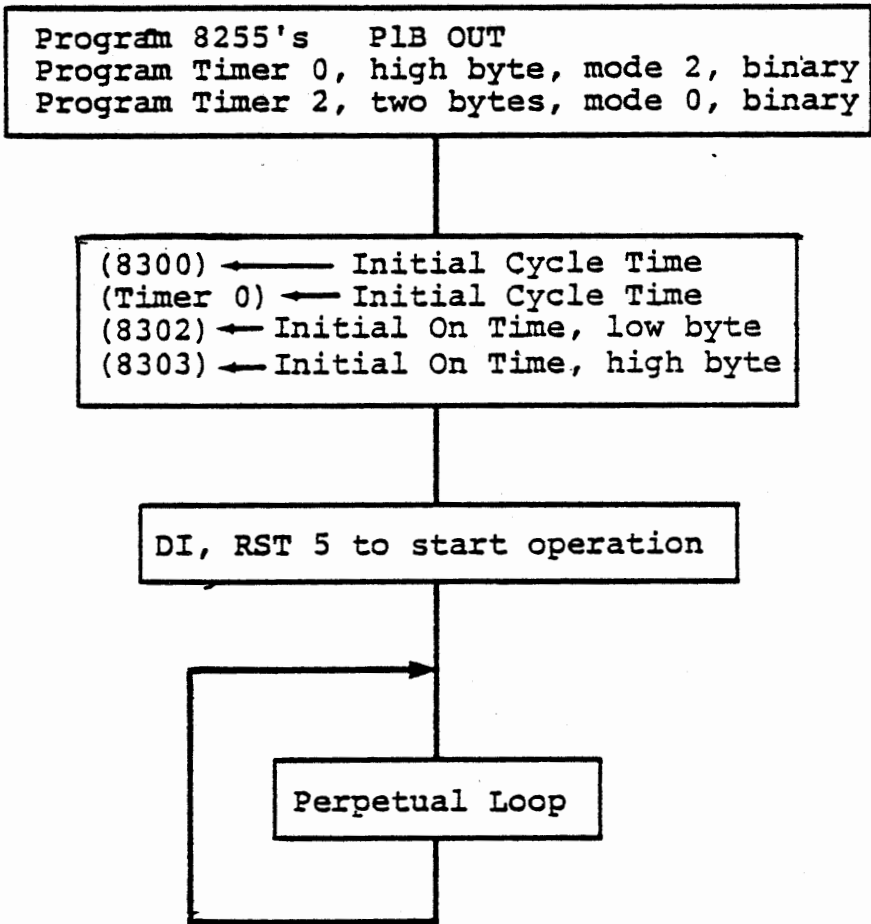 Program 8255's P1B OUT
Program Timer 0, high byte, mode 2, binary
Program Timer 2, two bytes, mode 0, binary
(8300) ← Initial Cycle Time
(Timer 0) ← Initial Cycle Time
(8302) ← Initial On Time, low byte
(8303) ← Initial On Time, high byte
DI, RST 5 to start operation
Perpetual Loop